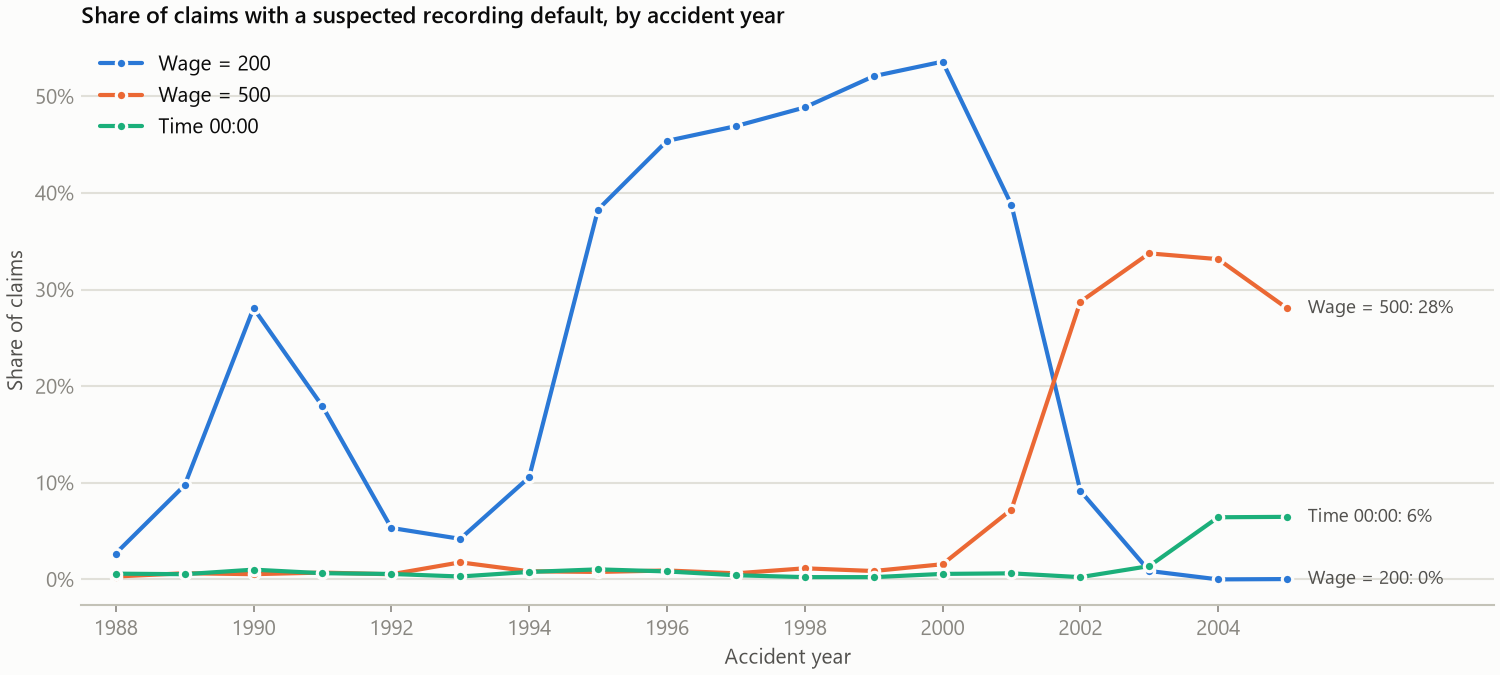 Share of claims with a suspected recording default, by accident year
Wage = 200
Wage = 500
Time 00:00
50%
40%
30%
20%
10%
0%
Share of claims
Wage = 500: 28%
Time 00:00: 6%
Wage = 200: 0%
1988 1990 1992 1994 1996 1998 2000 2002 2004
Accident year